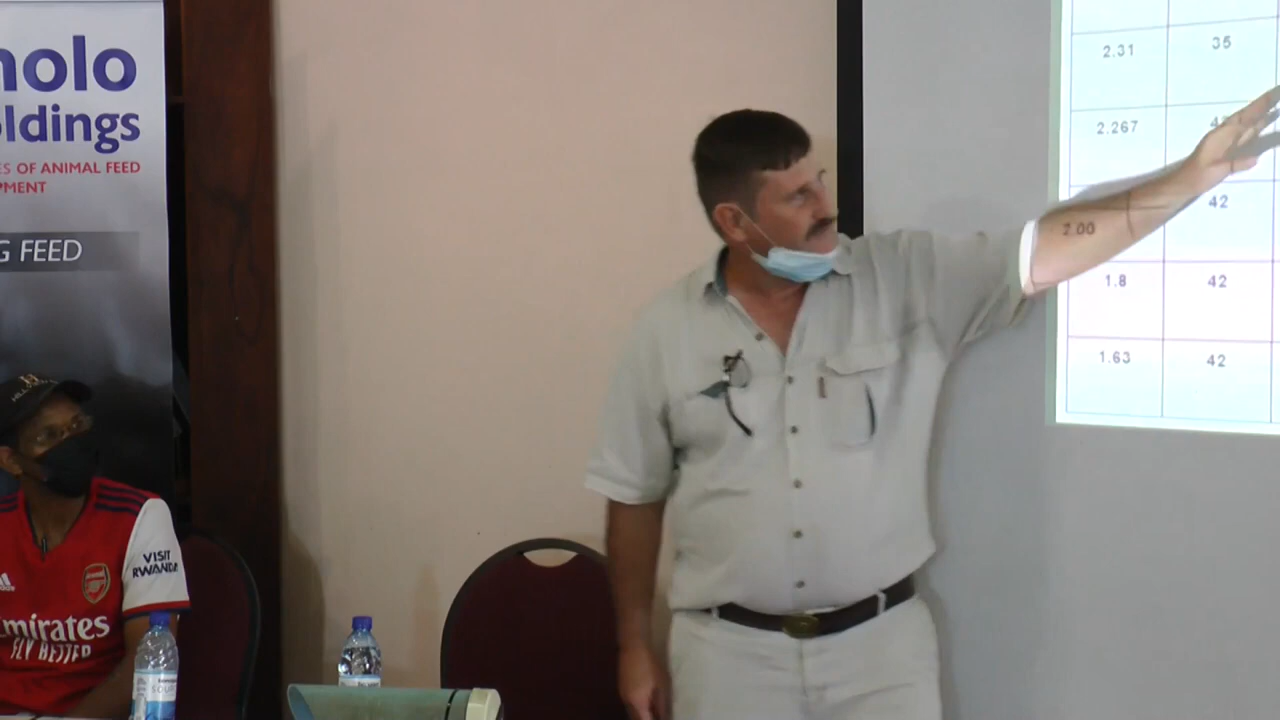 nolo
oldings
ES OF ANIMAL FEED
PMENT
G FEED
VISIT
RWANDA
Emirates
FLY BETTER
2.31 35
2.267
2.00 42
1.8 42
1.63 42